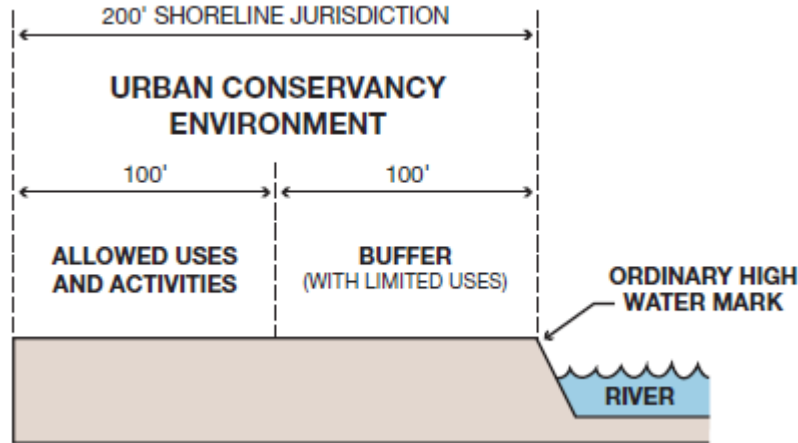 200' SHORELINE JURISDICTION
URBAN CONSERVANCY
ENVIRONMENT
100'
100'
ALLOWED USES
AND ACTIVITIES
BUFFER
(WITH LIMITED USES)
ORDINARY HIGH
WATER MARK
RIVER